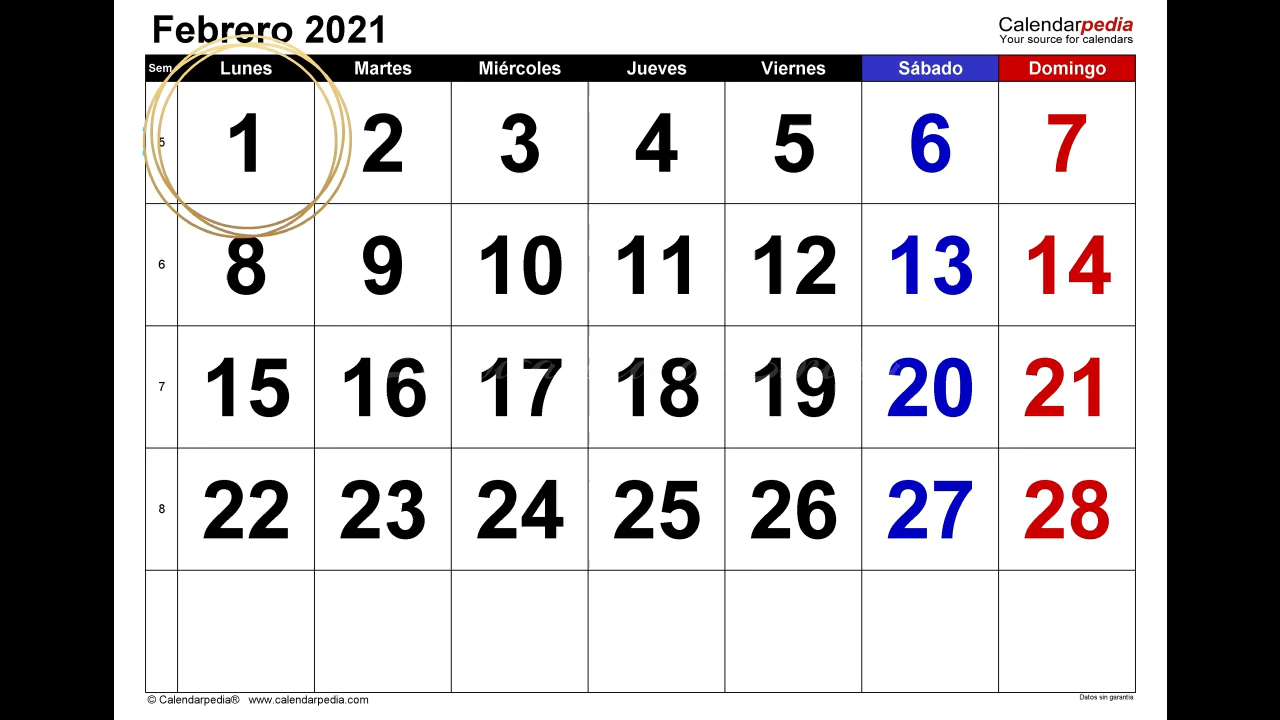 Febrero 2021
Calendarpedia
Your source for calendars
Sem Lunes Martes Miércoles Jueves Viernes Sábado Domingo
5 1 2 3 4 5 6 7
6 8 9 10 11 12 13 14
7 15 16 17 18 19 20 21
8 22 23 24 25 26 27 28
© Calendarpedia® www.calendarpedia.com
Datos sin garantía